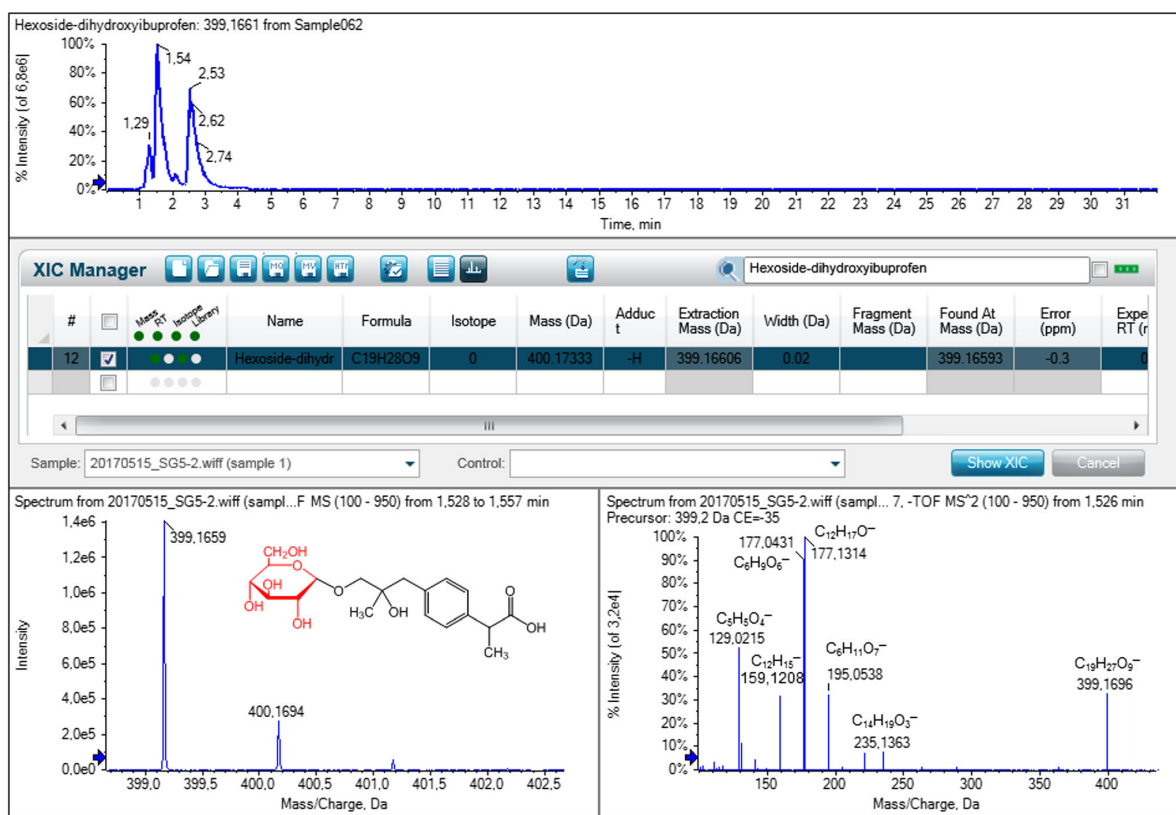 Hexoside-dihydroxyibuprofen: 399,1661 from Sample062
% Intensity (of 6,8e6|
100%
80%
60%
40%
20%
0%
1,54
2,53
2,62
1,29
2,74
1 2 3 4 5 6 7 8 9 10 11 12 13 14 15 16 17 18 19 20 21 22 23 24 25 26 27 28 29 30 31
Time, min
XIC Manager
MQ
MV
Hexoside-dihydroxyibuprofen
# Mass RT Isotope Library Name Formula Isotope Mass (Da) Adduc t Extraction Mass (Da) Width (Da) Fragment Mass (Da) Found At Mass (Da) Error (ppm) Expe RT (r
12 Hexoside-dihydr C19H28O9 0 400.17333 -H 399.16606 0.02 399.16593 -0.3 0
Sample: 20170515_SG5-2.wiff (sample 1) Control: Show XIC Cancel
Spectrum from 20170515_SG5-2.wiff (sampl...F MS (100 - 950) from 1,528 to 1,557 min
Intensity
1,4e6
1,2e6
1,0e6
8,0e5
6,0e5
4,0e5
2,0e5
0,0e0
399,1659
400,1694
CH₂OH
O
HO
HO
OH
OH
O
H₃C
OH
O
OH
CH₃
399,0 399,5 400,0 400,5 401,0 401,5 402,0 402,5
Mass/Charge, Da
Spectrum from 20170515_SG5-2.wiff (sampl... 7, -TOF MS^2 (100 - 950) from 1,526 min
Precursor: 399,2 Da CE=-35
% Intensity (of 3,2e4|
100%
90%
80%
70%
60%
50%
40%
30%
20%
10%
0%
C₁₂H₁₇O⁻
177,0431
177,1314
C₆H₉O₆⁻
C₅H₅O₄⁻
129,0215
C₁₂H₁₅⁻
159,1208
C₆H₁₁O₇⁻
195,0538
C₁₄H₁₉O₃⁻
235,1363
C₁₉H₂₇O₉⁻
399,1696
150 200 250 300 350 400
Mass/Charge, Da